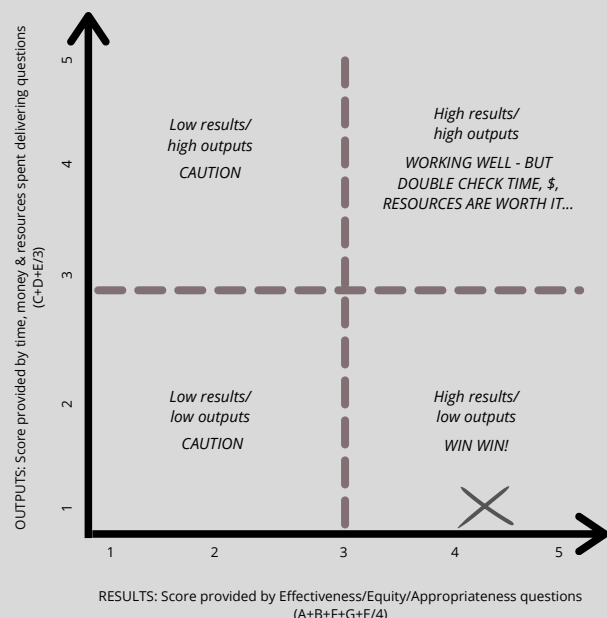 OUTPUTS: Score provided by time, money & resources spent delivering questions
(C+D+E/3)
5
4
3
2
1
Low results/
high outputs
CAUTION
High results/
high outputs
WORKING WELL - BUT
DOUBLE CHECK TIME, $,
RESOURCES ARE WORTH IT...
Low results/
low outputs
CAUTION
High results/
low outputs
WIN WIN!
1
2
3
4
5
RESULTS: Score provided by Effectiveness/Equity/Appropriateness questions
(A+B+F+G+E/4)